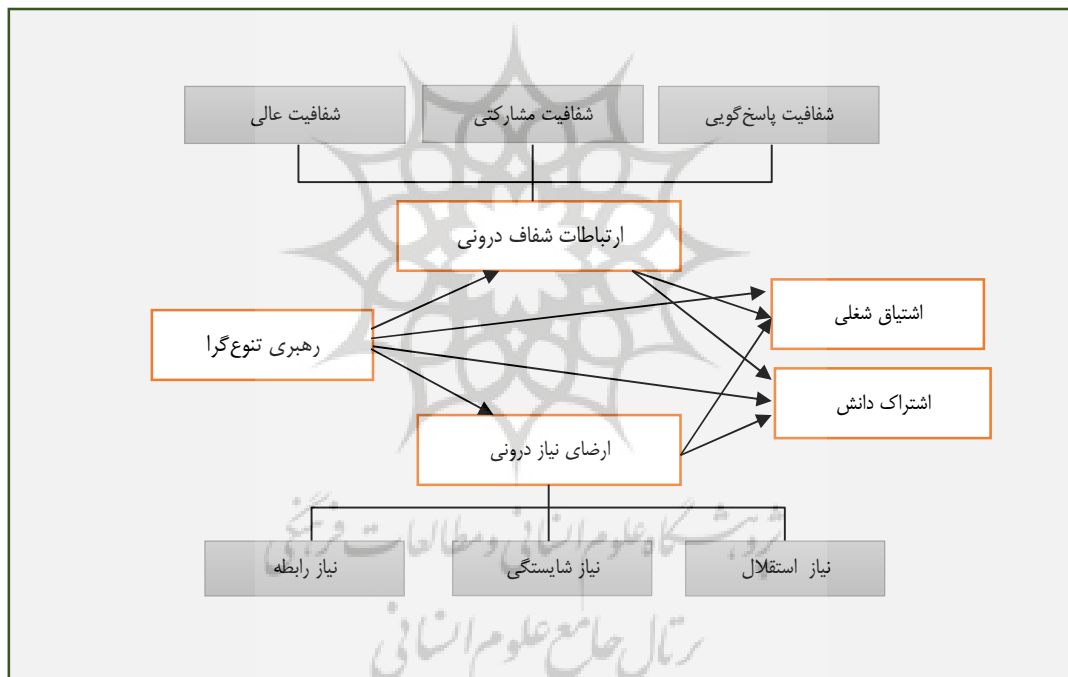 شفافیت پاسخ‌گویی
شفافیت مشارکتی
شفافیت عالی
ارتباطات شفاف درونی
اشتیاق شغلی
رهبری تنوع‌گرا
اشتراک دانش
ارضای نیاز درونی
نیاز استقلال
نیاز شایستگی
نیاز رابطه
پژوهشگاه علوم انسانی و مطالعات فرهنگی
پرتال جامع علوم انسانی